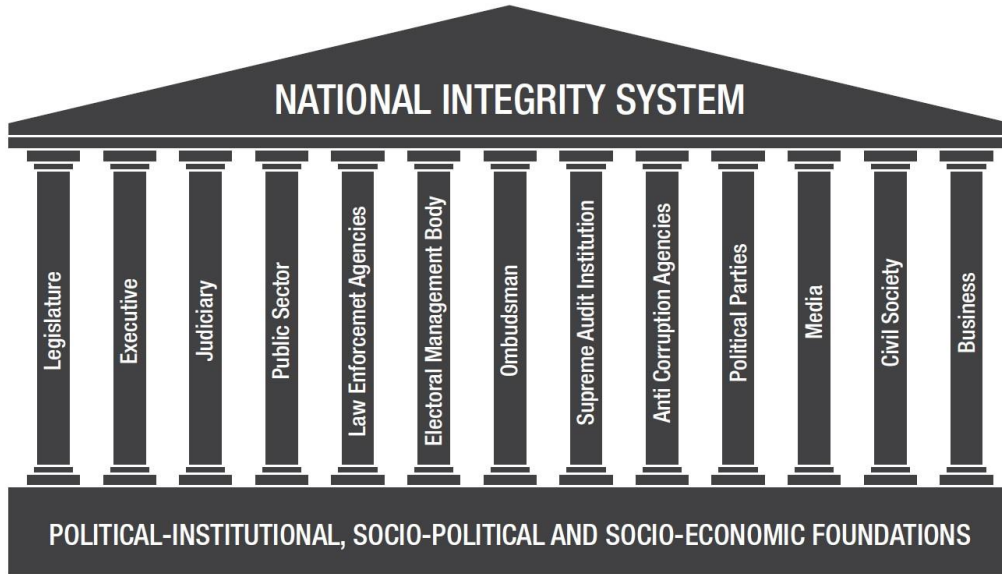 NATIONAL INTEGRITY SYSTEM
Legislature
Executive
Judiciary
Public Sector
Law Enforcemet Agencies
Electoral Management Body
Ombudsman
Supreme Audit Institution
Anti Corruption Agencies
Political Parties
Media
Civil Society
Business
POLITICAL-INSTITUTIONAL, SOCIO-POLITICAL AND SOCIO-ECONOMIC FOUNDATIONS